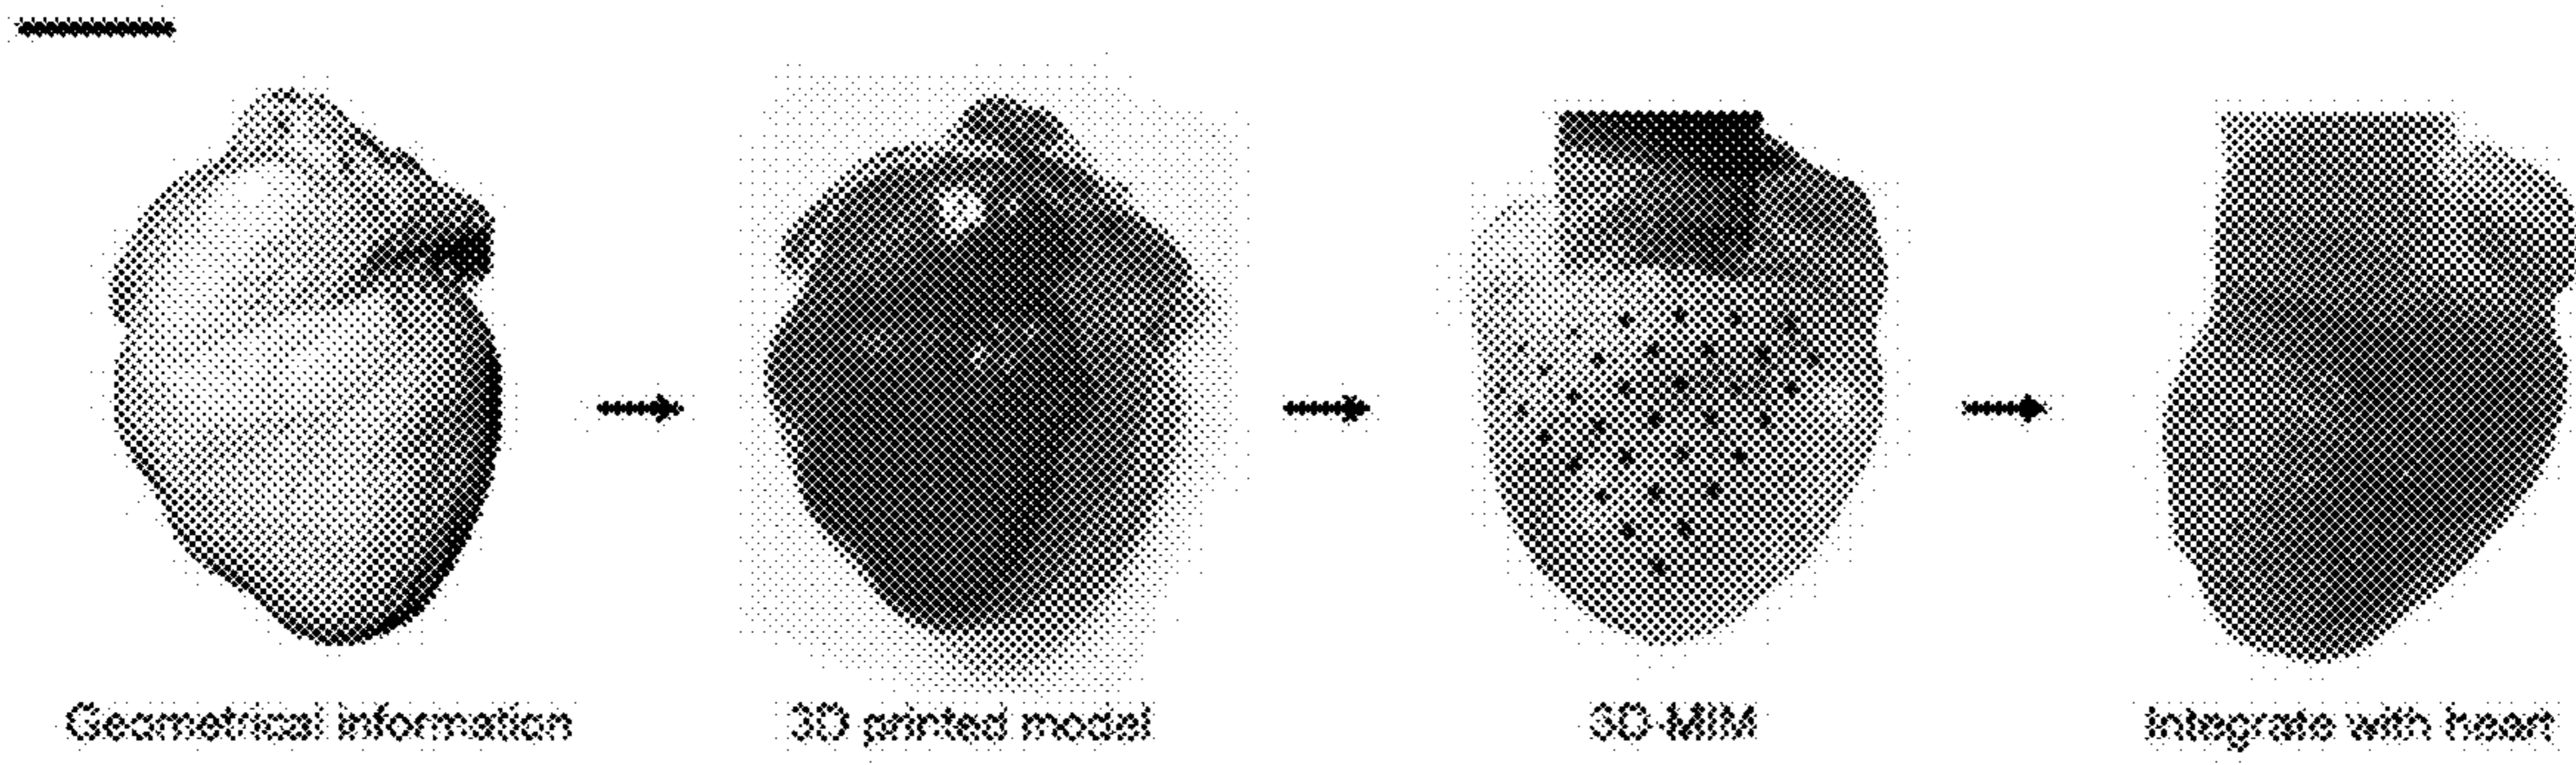 Geometrical information
3D printed model
3D-MIM
Integrate with heart